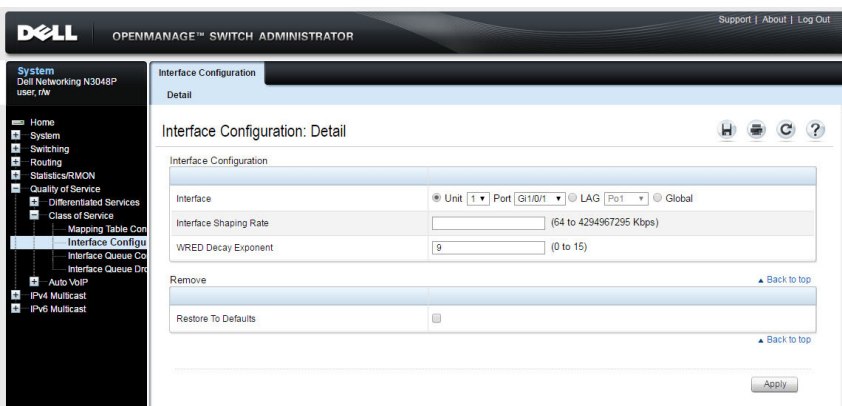 Support | About | Log Out
DELL OPENMANAGE™ SWITCH ADMINISTRATOR
System
Dell Networking N3048P
user, r/w
Home
System
Switching
Routing
Statistics/RMON
Quality of Service
Differentiated Services
Class of Service
Mapping Table Con
Interface Configu
Interface Queue Co
Interface Queue Dro
Auto VoIP
IPv4 Multicast
IPv6 Multicast
Interface Configuration
Detail
Interface Configuration: Detail
Interface Configuration
Interface Unit 1 Port Gi1/0/1 LAG Po1 Global
Interface Shaping Rate (64 to 4294967295 Kbps)
WRED Decay Exponent 9 (0 to 15)
Remove Back to top
Restore To Defaults
Back to top
Apply